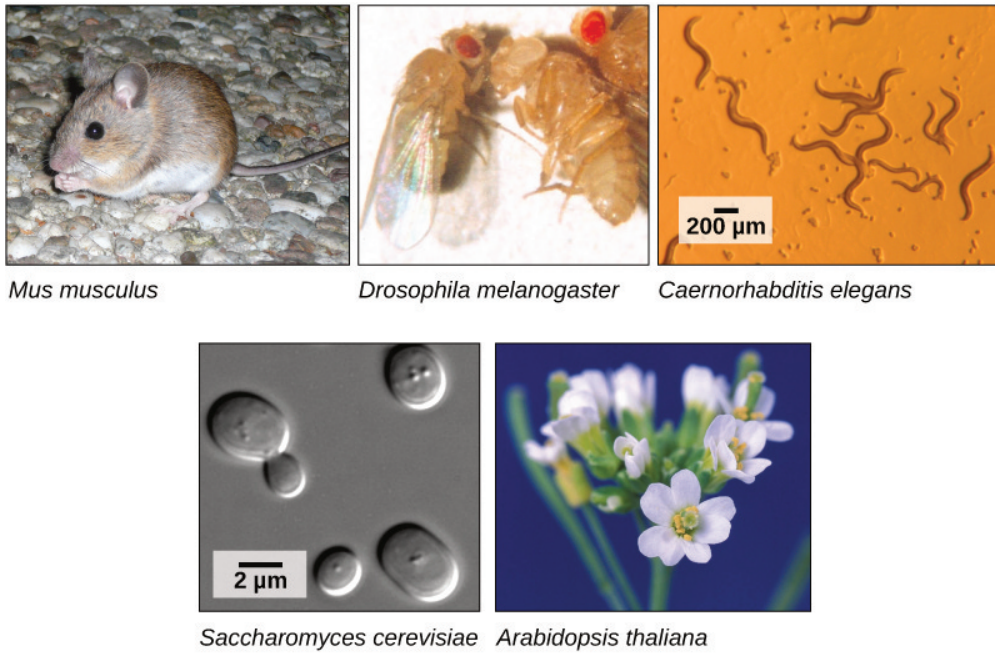 200 µm
Mus musculus
Drosophila melanogaster
Caernorhabditis elegans
2 µm
Saccharomyces cerevisiae
Arabidopsis thaliana